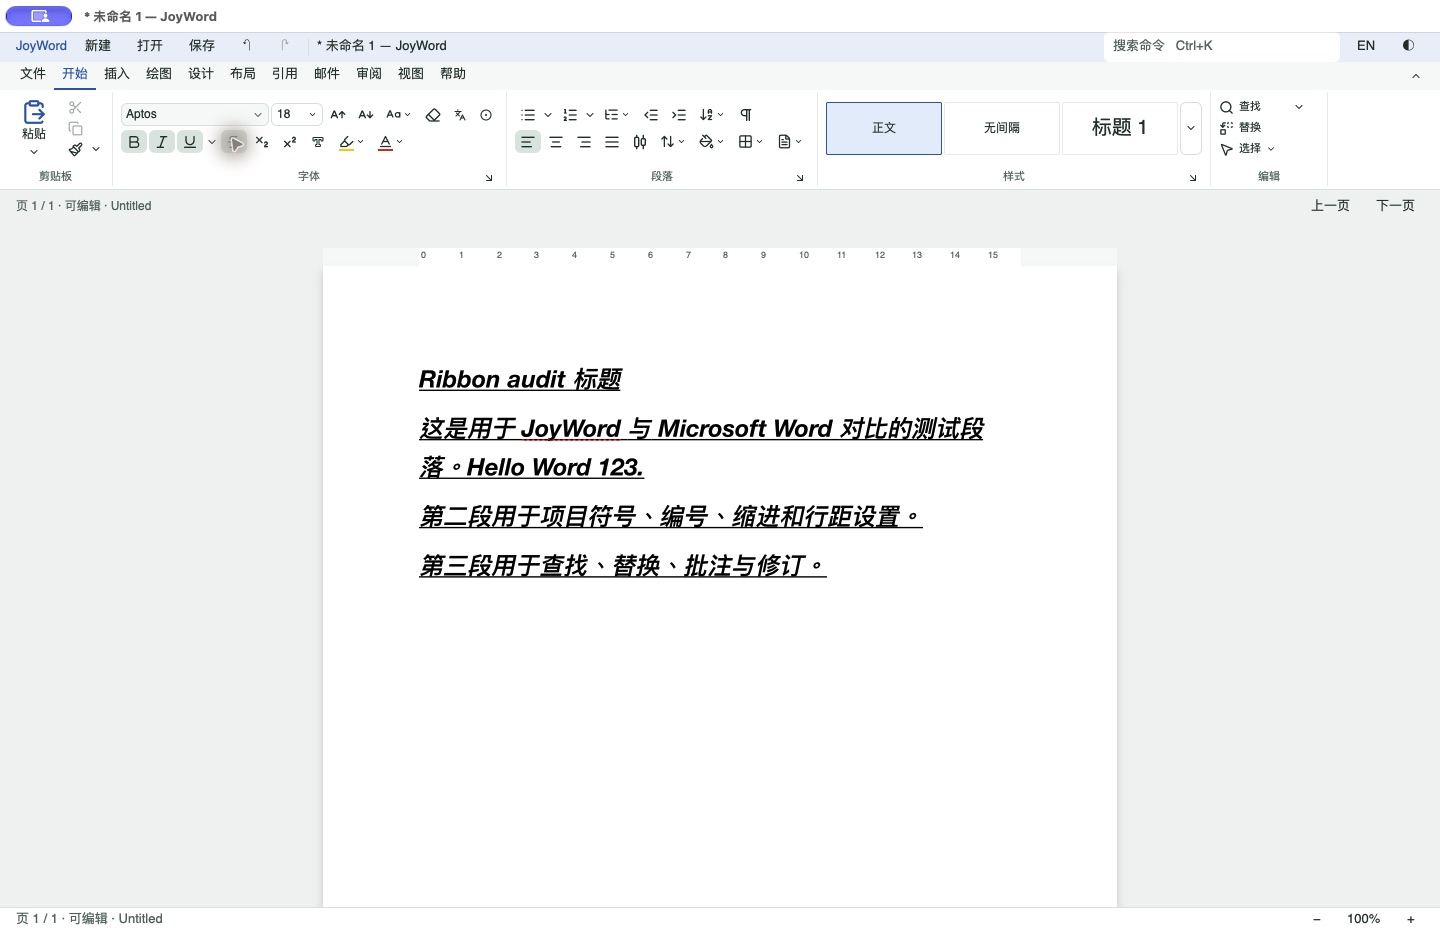 * 未命名 1 — JoyWord
JoyWord 新建 打开 保存 * 未命名 1 — JoyWord 搜索命令 Ctrl+K EN
文件 开始 插入 绘图 设计 布局 引用 邮件 审阅 视图 帮助
粘贴
剪贴板
Aptos 18
字体
段落
正文 无间隔 标题 1
样式
查找
替换
选择
编辑
页 1 / 1 · 可编辑 · Untitled 上一页 下一页
0 1 2 3 4 5 6 7 8 9 10 11 12 13 14 15
Ribbon audit 标题
这是用于 JoyWord 与 Microsoft Word 对比的测试段
落。Hello Word 123.
第二段用于项目符号、编号、缩进和行距设置。
第三段用于查找、替换、批注与修订。
页 1 / 1 · 可编辑 · Untitled − 100% +